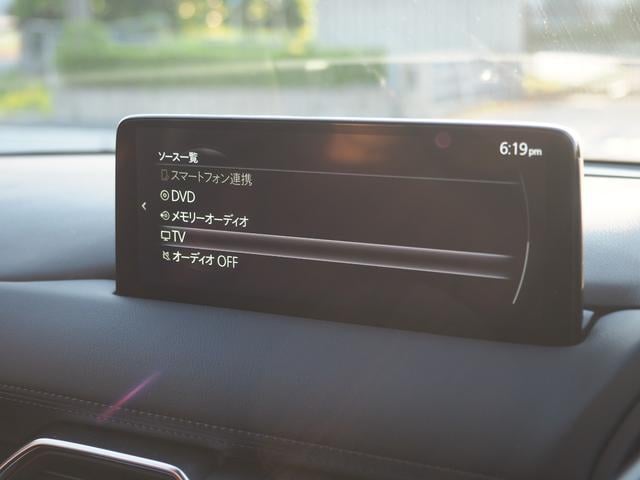 6:19pm
ソース一覧
スマートフォン連携
DVD
メモリーオーディオ
TV
オーディオ OFF